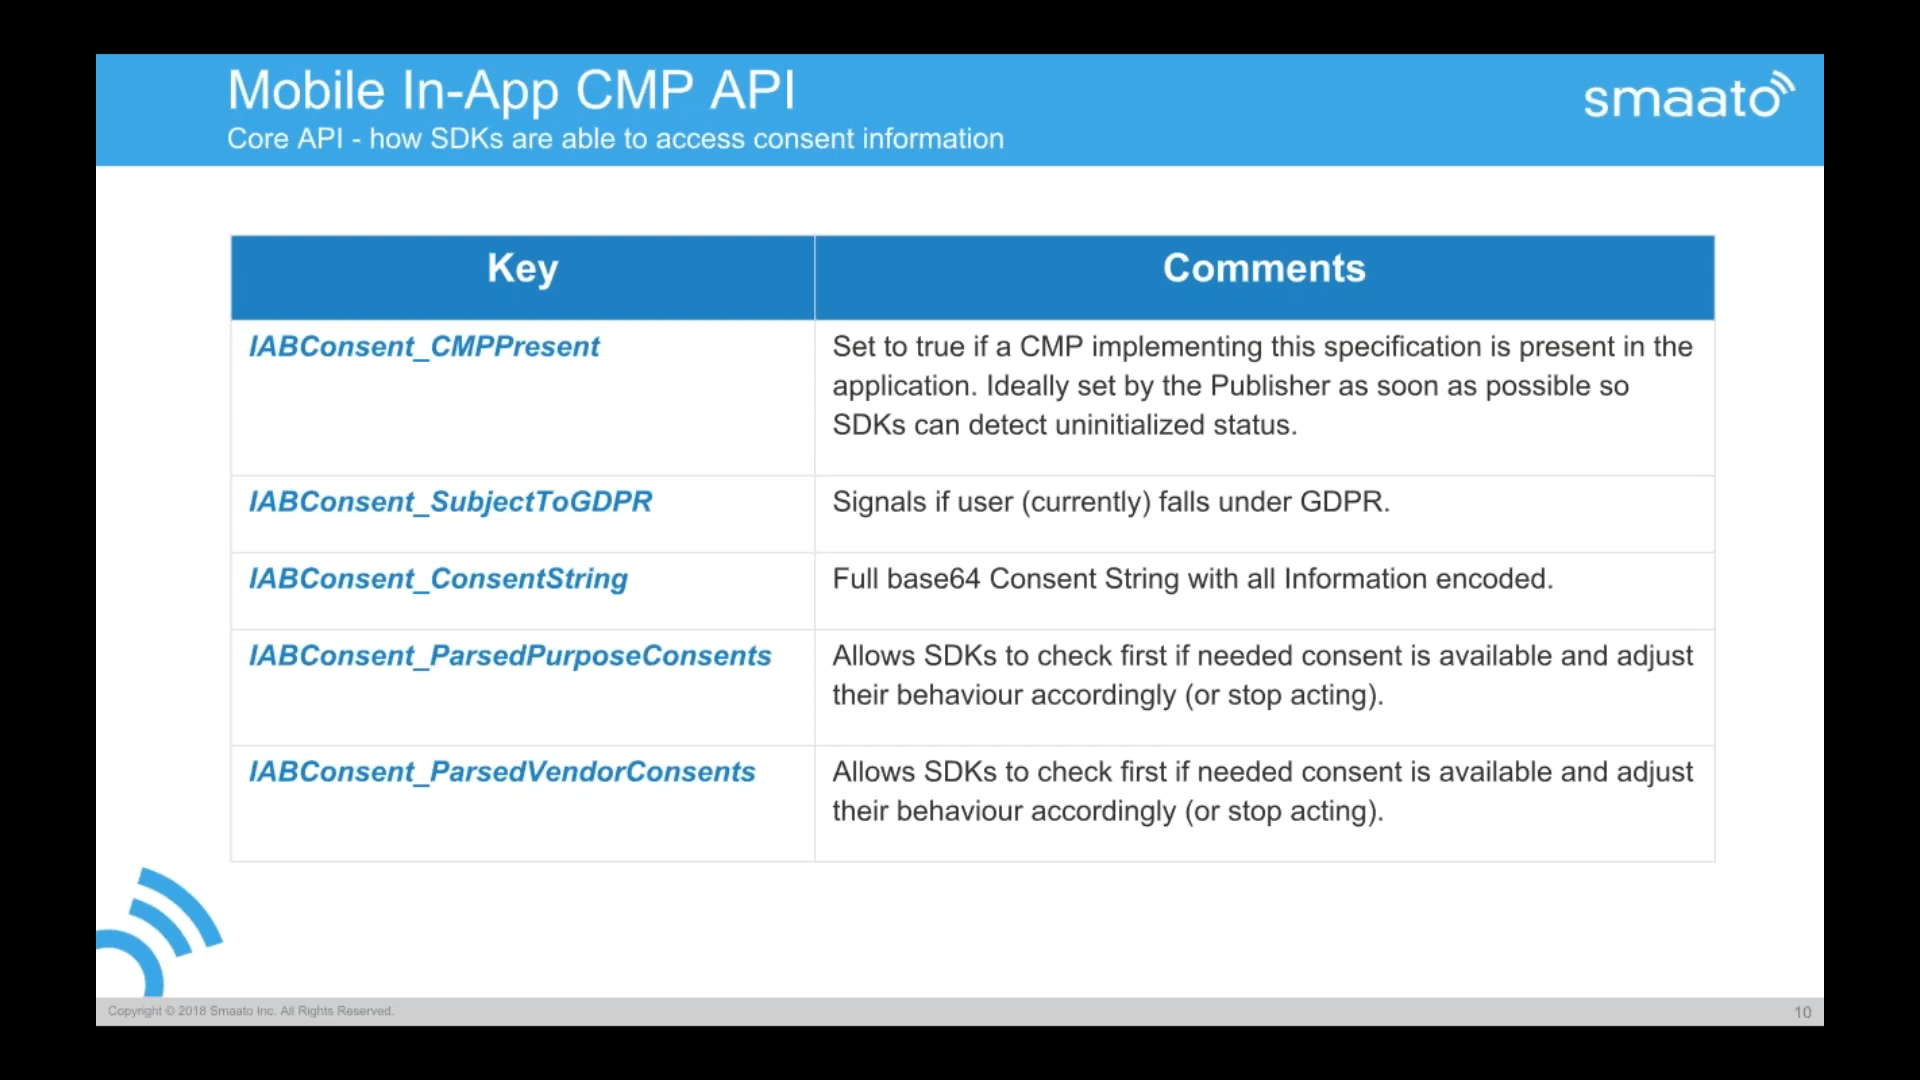 Mobile In-App CMP API
Core API - how SDKs are able to access consent information
smaato
Key
Comments
IABConsent_CMPPresent
Set to true if a CMP implementing this specification is present in the
application. Ideally set by the Publisher as soon as possible so
SDKs can detect uninitialized status.
IABConsent_SubjectToGDPR
Signals if user (currently) falls under GDPR.
IABConsent_ConsentString
Full base64 Consent String with all Information encoded.
IABConsent_ParsedPurposeConsents
Allows SDKs to check first if needed consent is available and adjust
their behaviour accordingly (or stop acting).
IABConsent_ParsedVendorConsents
Allows SDKs to check first if needed consent is available and adjust
their behaviour accordingly (or stop acting).
Copyright © 2018 Smaato Inc. All Rights Reserved.
10